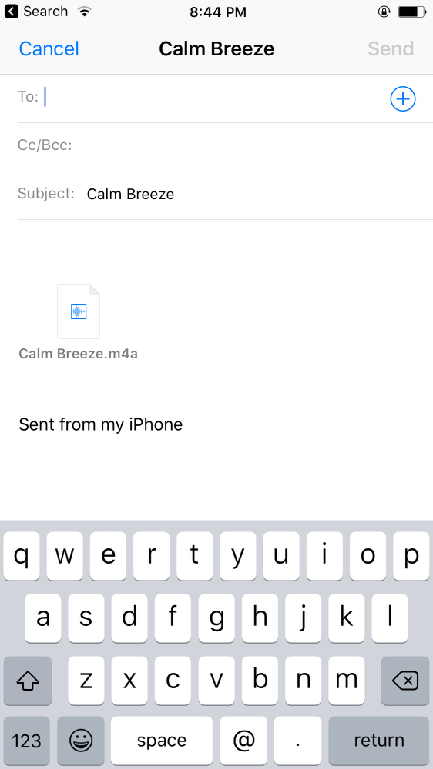 Search 8:44 PM
Cancel Calm Breeze Send
To:
Cc/Bcc:
Subject: Calm Breeze
Calm Breeze.m4a
Sent from my iPhone
q w e r t y u i o p
a s d f g h j k l
z x c v b n m
123 space @ . return